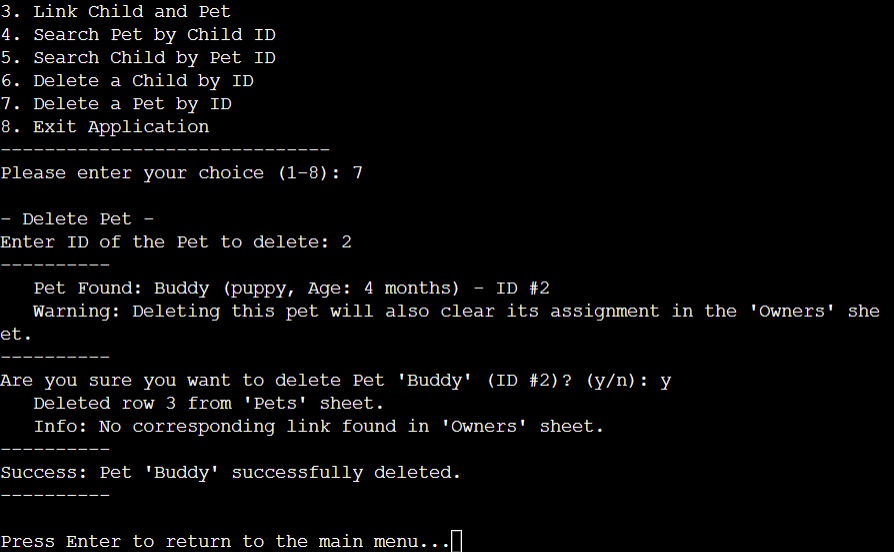 3. Link Child and Pet
4. Search Pet by Child ID
5. Search Child by Pet ID
6. Delete a Child by ID
7. Delete a Pet by ID
8. Exit Application
------------------------------
Please enter your choice (1-8): 7
- Delete Pet -
Enter ID of the Pet to delete: 2
----------
Pet Found: Buddy (puppy, Age: 4 months) - ID #2
Warning: Deleting this pet will also clear its assignment in the 'Owners' she
et.
----------
Are you sure you want to delete Pet 'Buddy' (ID #2)? (y/n): y
Deleted row 3 from 'Pets' sheet.
Info: No corresponding link found in 'Owners' sheet.
----------
Success: Pet 'Buddy' successfully deleted.
----------
Press Enter to return to the main menu...